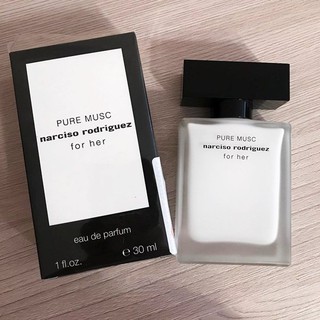 PURE MUSC
narciso rodriguez
for her
eau de parfum
1 fl.oz. e 30 ml
PURE MUSC
narciso rodriguez
for her